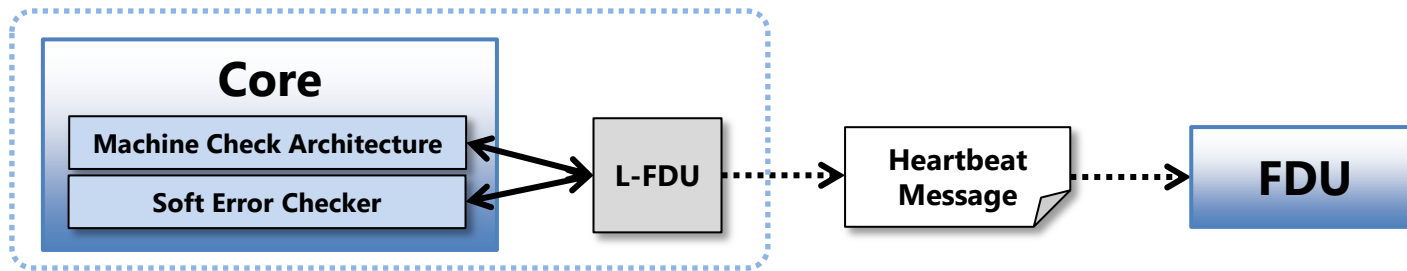 Core
Machine Check Architecture
Soft Error Checker
L-FDU
Heartbeat
Message
FDU